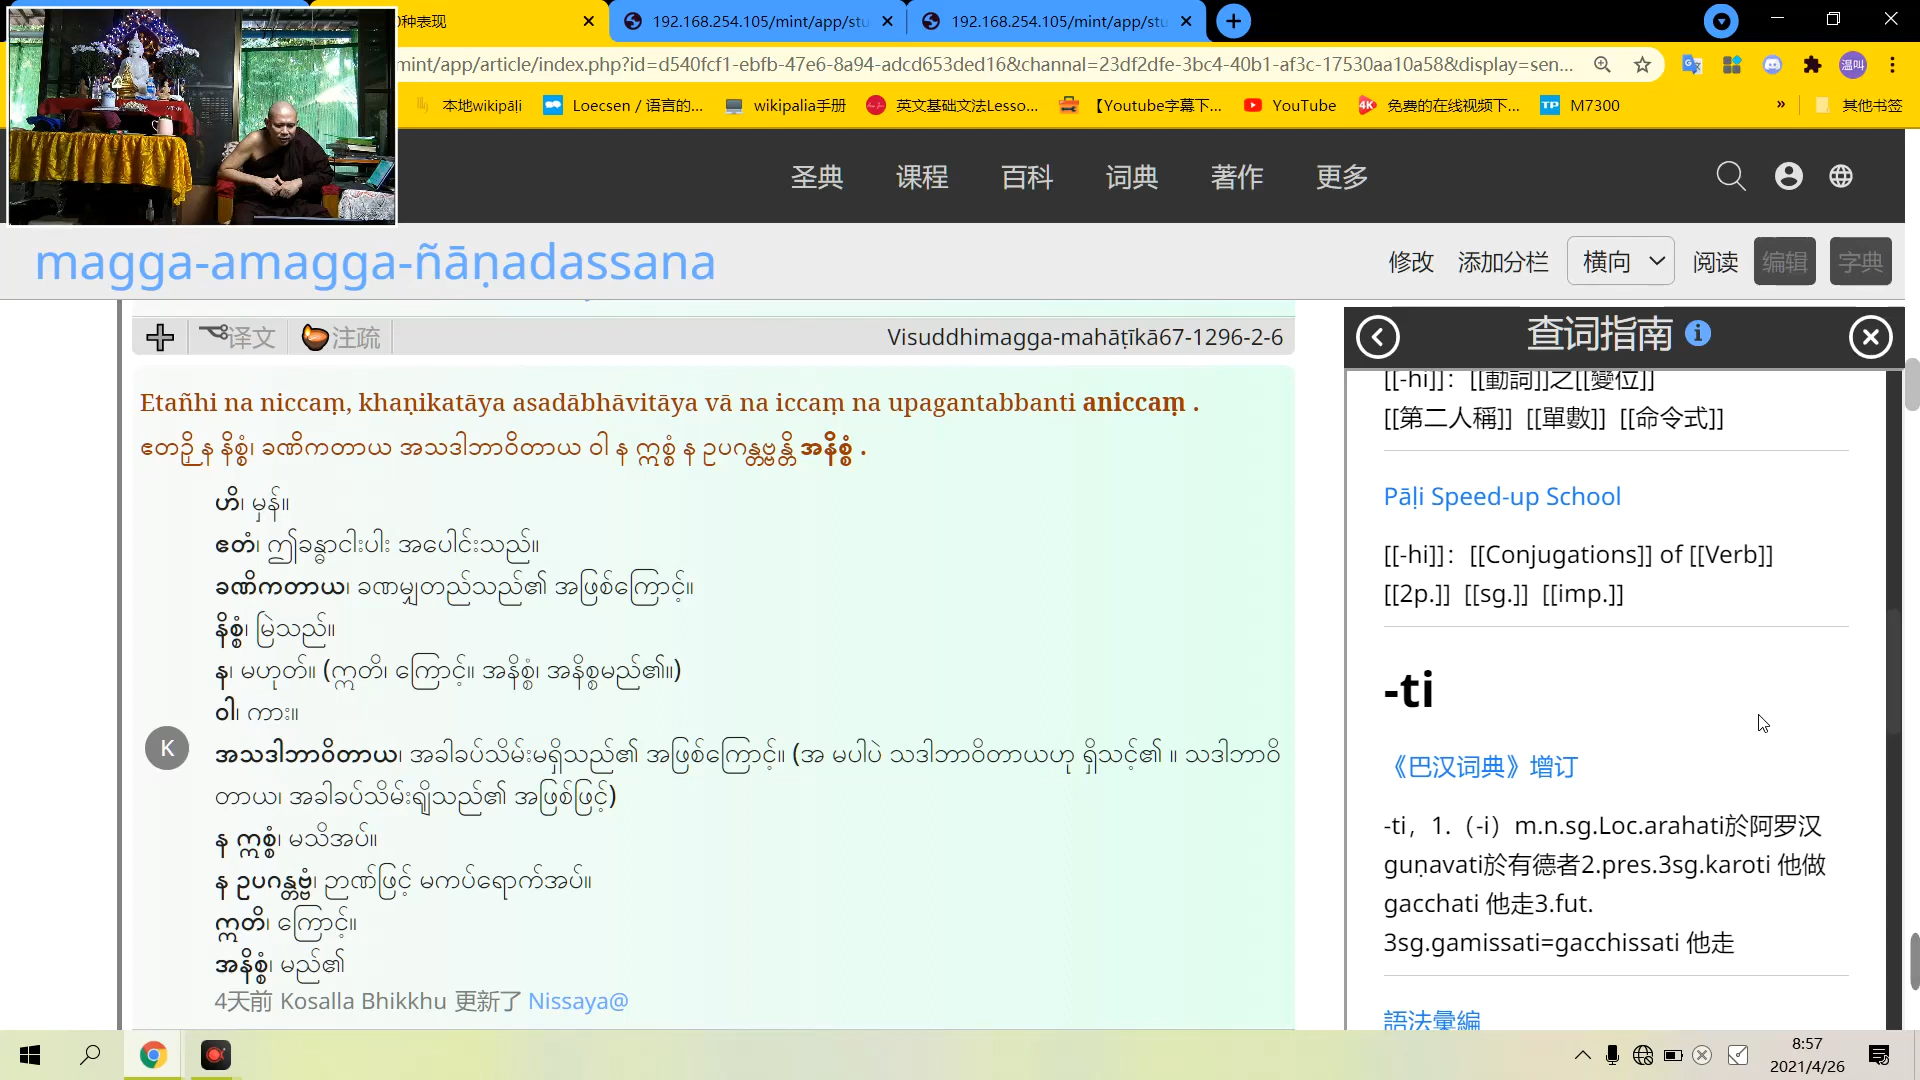 0种表现
192.168.254.105/mint/app/stu
192.168.254.105/mint/app/stu
mint/app/article/index.php?id=d540fcf1-ebfb-47e6-8a94-adcd653ded16&channal=23df2dfe-3bc4-40b1-af3c-17530aa10a58&display=sen...
温叫
本地wikipāḷi
Loecsen / 语言的...
wikipalia手册
英文基础文法Lesso...
【Youtube字幕下...
YouTube
免费的在线视频下...
M7300
»
其他书签
圣典 课程 百科 词典 著作 更多
magga-amagga-ñāṇadassana
修改 添加分栏 横向 阅读 编辑 字典
译文 注疏
Visuddhimagga-mahāṭīkā67-1296-2-6
Etañhi na niccaṃ, khaṇikatāya asadābhāvitāya vā na iccaṃ na upagantabbanti aniccaṃ .
ဧတဉှိ န နိစ္စံ၊ ခဏိကတာယ အသဒါဘာဝိတာယ ဝါ န ဣစ္စံ န ဥပဂန္တဗ္ဗန္တိ အနိစ္စံ .
ဟိ၊ မှန်။
ဧတံ၊ ဤခန္ဓာငါးပါး အပေါင်းသည်။
ခဏိကတာယ၊ ခဏမျှတည်သည်၏ အဖြစ်ကြောင့်။
နိစ္စံ၊ မြဲသည်။
န၊ မဟုတ်။ (ဣတိ၊ ကြောင့်။ အနိစ္စံ၊ အနိစ္စမည်၏။)
ဝါ၊ ကား။
K
အသဒါဘာဝိတာယ၊ အခါခပ်သိမ်းမရှိသည်၏ အဖြစ်ကြောင့်။ (အ မပါပဲ သဒါဘာဝိတာယဟု ရှိသင့်၏ ။ သဒါဘာဝိ
တာယ၊ အခါခပ်သိမ်းရျိသည်၏ အဖြစ်ဖြင့်)
န ဣစ္စံ၊ မသိအပ်။
န ဥပဂန္တဗ္ဗံ၊ ဉာဏ်ဖြင့် မကပ်ရောက်အပ်။
ဣတိ၊ ကြောင့်။
အနိစ္စံ၊ မည်၏
4天前 Kosalla Bhikkhu 更新了 Nissaya@
查词指南
[[-hi]]：[[動詞]]之[[變位]]
[[第二人稱]] [[單數]] [[命令式]]
Pāḷi Speed-up School
[[-hi]]：[[Conjugations]] of [[Verb]]
[[2p.]] [[sg.]] [[imp.]]
-ti
《巴汉词典》增订
-ti，1.（-i）m.n.sg.Loc.arahati於阿罗汉
guṇavati於有德者2.pres.3sg.karoti 他做
gacchati 他走3.fut.
3sg.gamissati=gacchissati 他走
語法彙編
8:57
2021/4/26